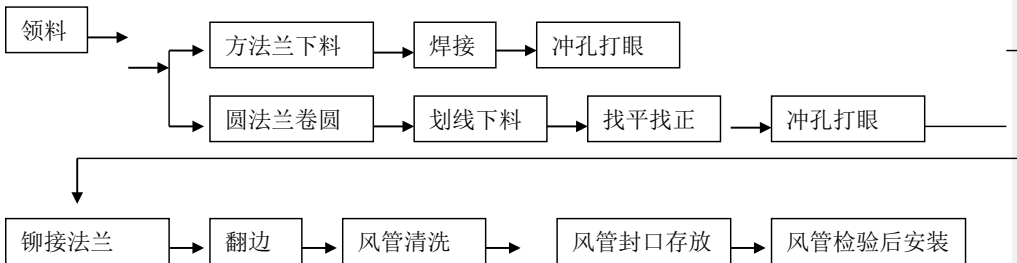 领料
方法兰下料
焊接
冲孔打眼
圆法兰卷圆
划线下料
找平找正
冲孔打眼
铆接法兰
翻边
风管清洗
风管封口存放
风管检验后安装